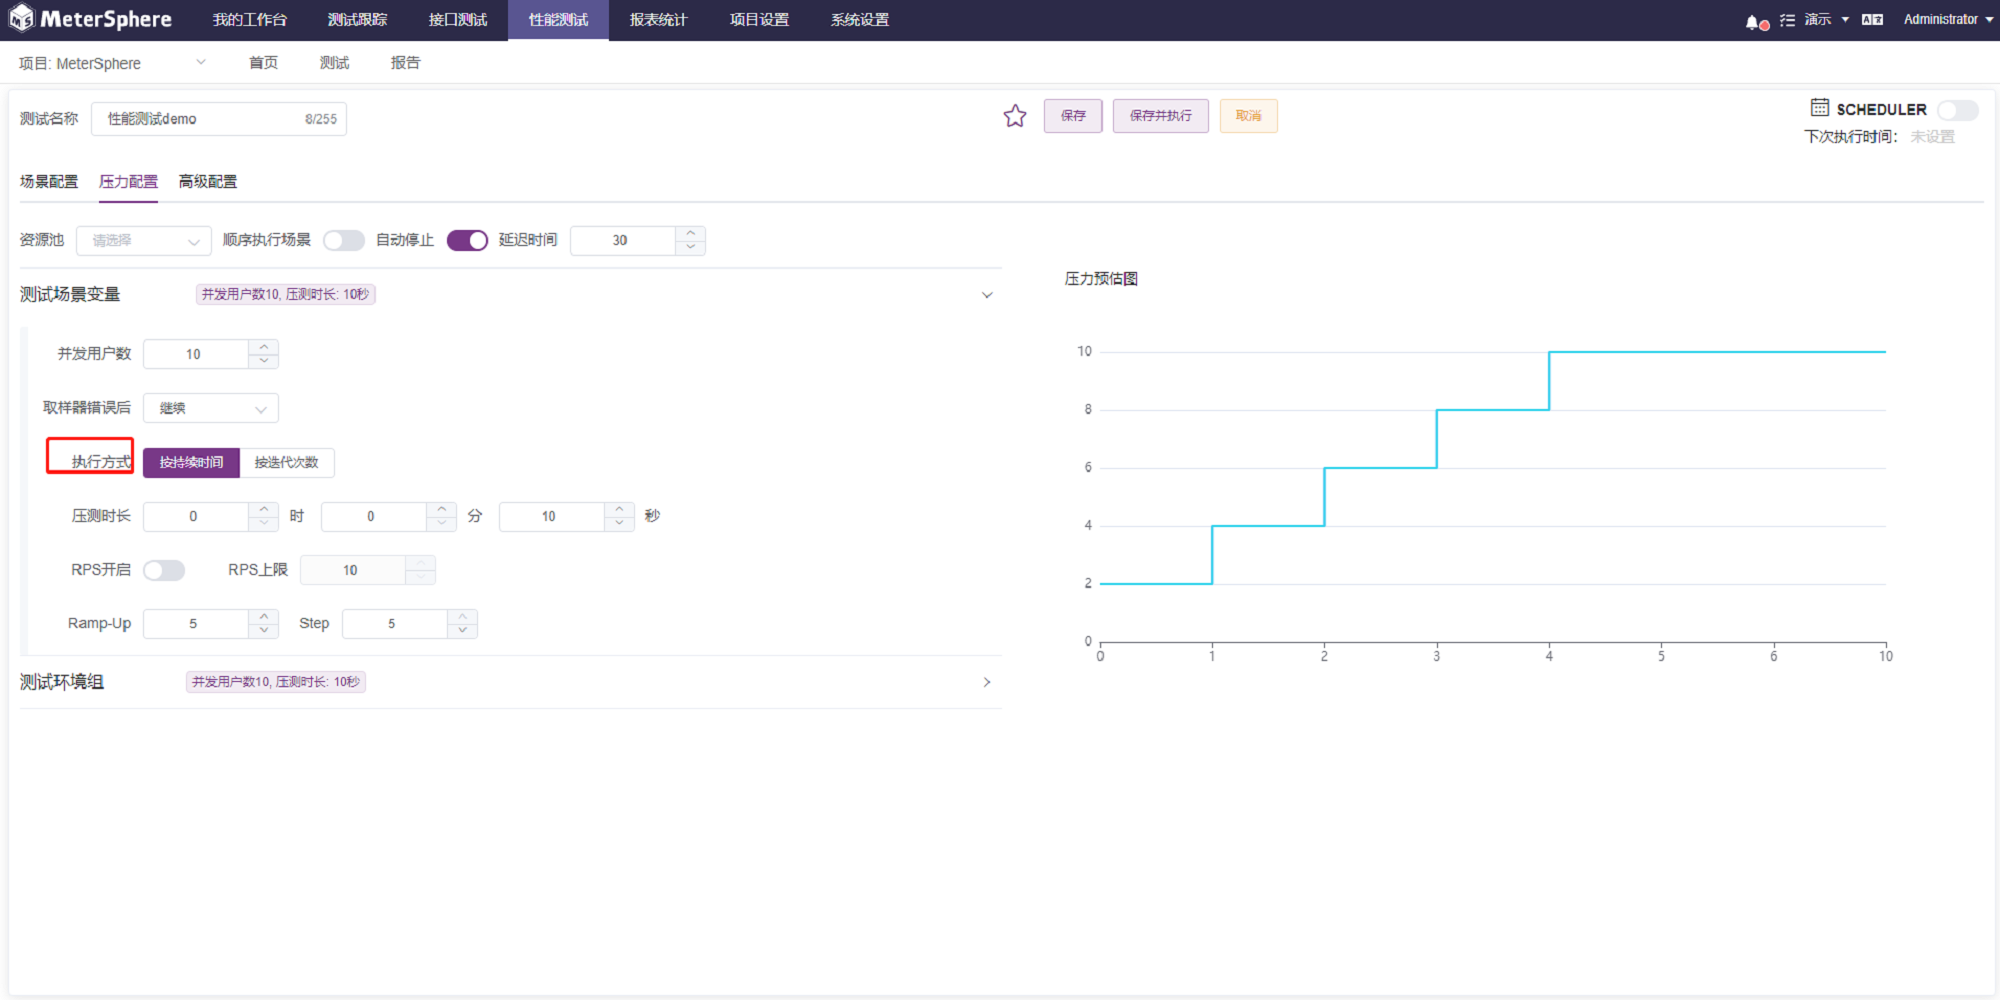 MeterSphere 我的工作台 测试跟踪 接口测试 性能测试 报表统计 项目设置 系统设置 演示 Administrator
项目: MeterSphere 首页 测试 报告
测试名称 性能测试demo 8/255 保存 保存并执行 取消 SCHEDULER
下次执行时间： 未设置
场景配置 压力配置 高级配置
资源池 请选择 顺序执行场景 自动停止 延迟时间 30
测试场景变量 并发用户数10, 压测时长: 10秒
并发用户数 10
取样器错误后 继续
执行方式 按持续时间 按迭代次数
压测时长 0 时 0 分 10 秒
RPS开启 RPS上限 10
Ramp-Up 5 Step 5
测试环境组 并发用户数10, 压测时长: 10秒
压力预估图
10
8
6
4
2
0
0 1 2 3 4 5 6 10